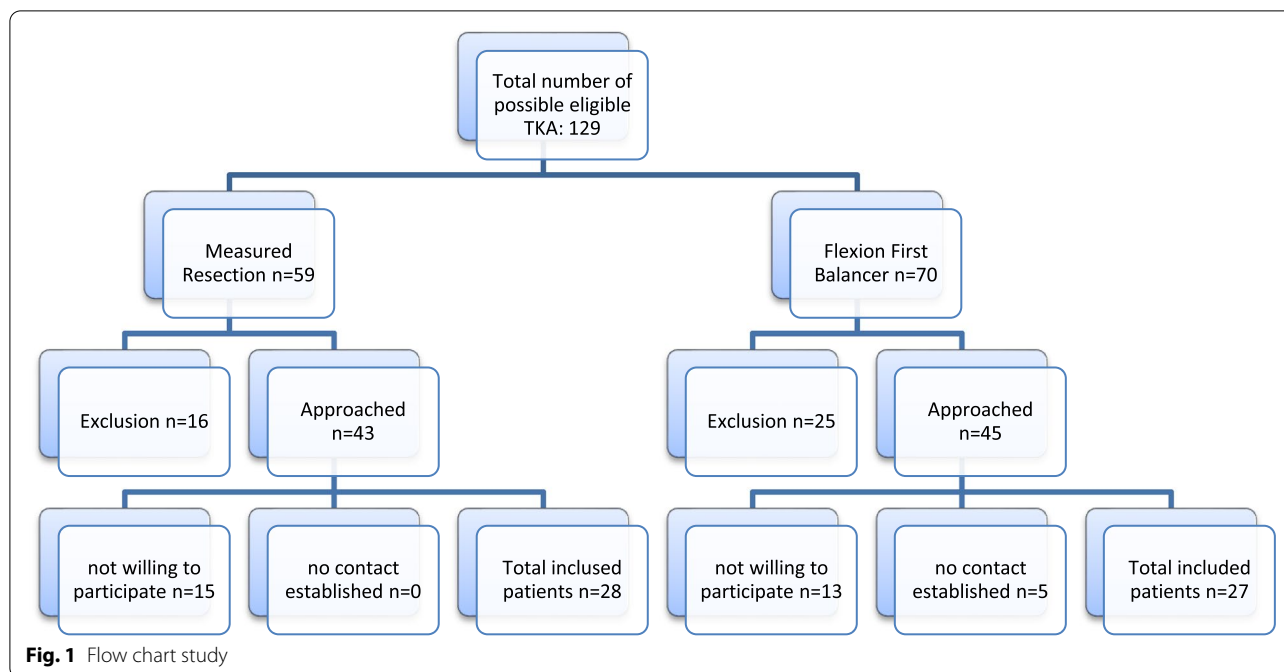 Total number of
possible eligible
TKA: 129
Measured
Resection n=59
Flexion First
Balancer n=70
Exclusion n=16
Approached
n=43
Exclusion n=25
Approached
n=45
not willing to
participate n=15
no contact
established n=0
Total inclused
patients n=28
not willing to
participate n=13
no contact
established n=5
Total included
patients n=27
Fig. 1 Flow chart study